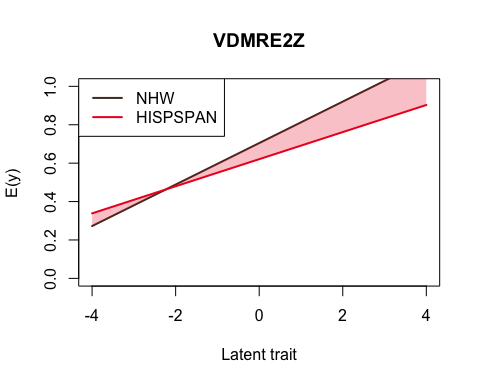 VDMRE2Z
NHW
HISPSPAN
E(y)
1.0
0.8
0.6
0.4
0.2
0.0
-4
-2
0
2
4
Latent trait